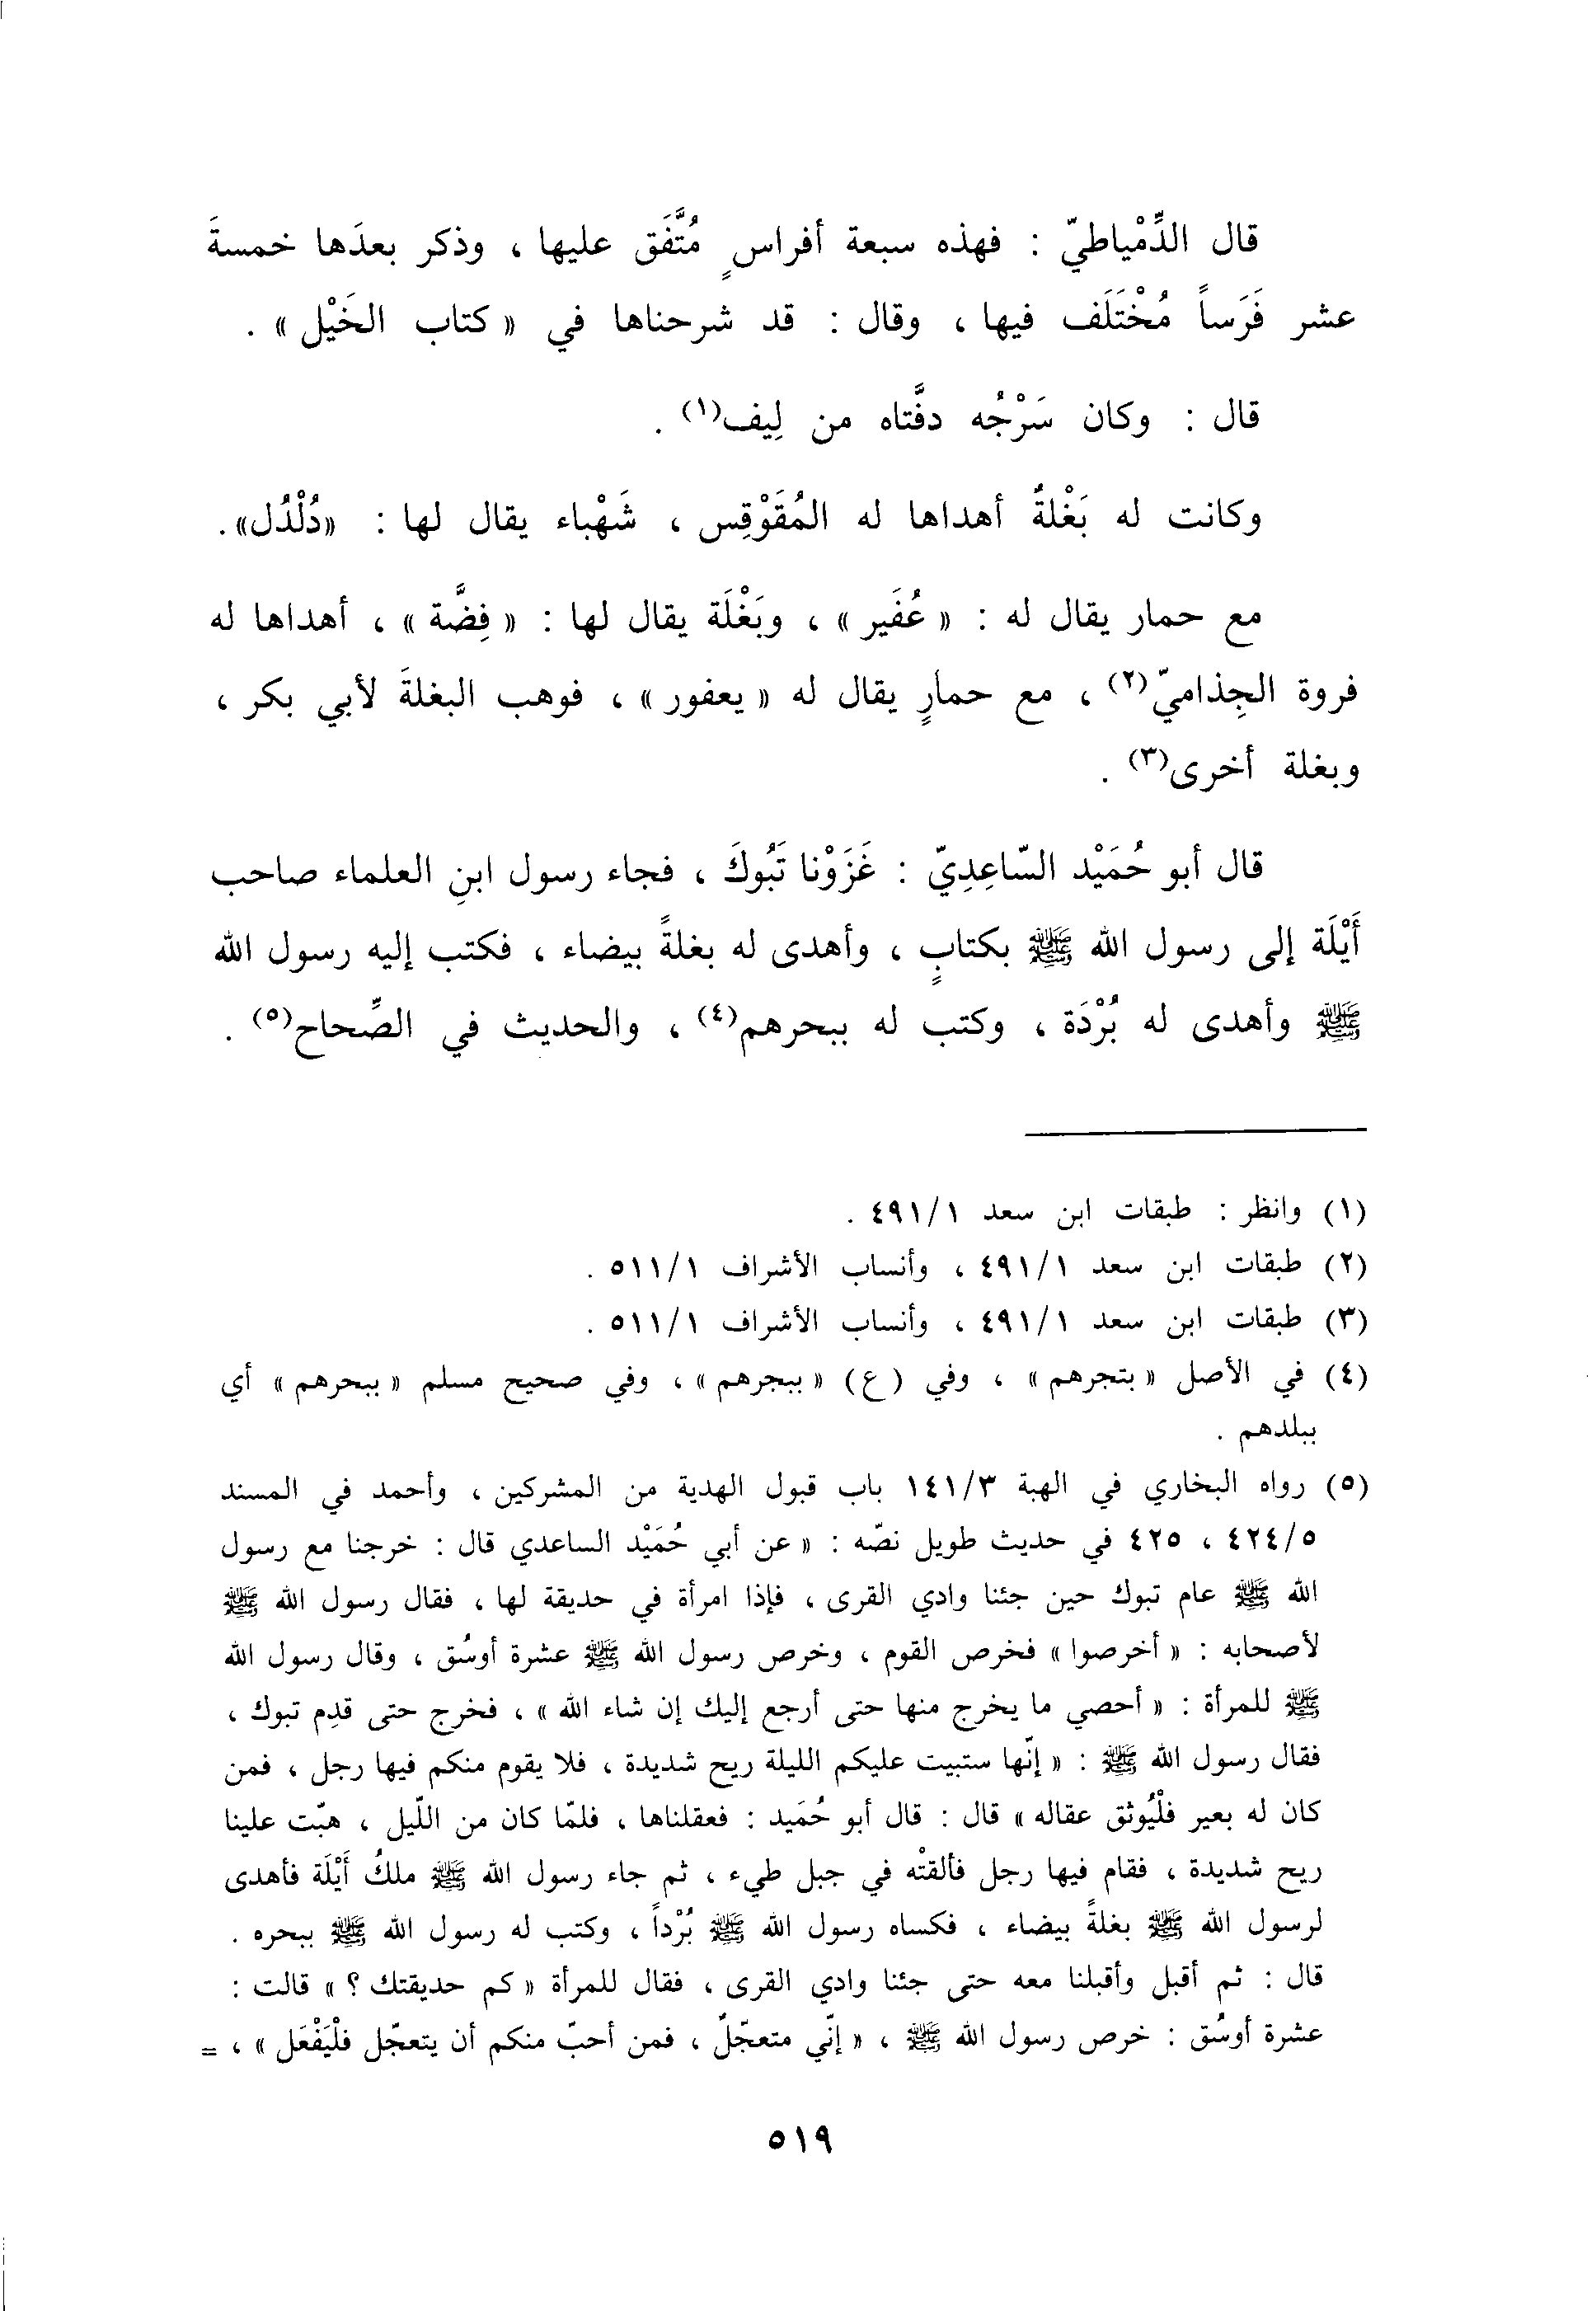 قال الدِّمْياطيّ : فهذه سبعة أفراسٍ مُتَّفَق عليها ، وذكر بعدَها خمسةَ
عشر فَرَساً مُخْتَلَف فيها ، وقال : قد شرحناها في « كتاب الخَيْل » .
قال : وكان سَرْجُه دفَّتاه من لِيف(١) .
وكانت له بَغْلةٌ أهداها له المُقَوْقِس ، شَهْباء يقال لها : «دُلْدُل».
مع حمار يقال له : « عُفَير » ، وبَغْلَة يقال لها : « فِضَّة » ، أهداها له
فروة الجِذاميّ(٢) ، مع حمارٍ يقال له « يعفور » ، فوهب البغلةَ لأبي بكر ،
وبغلة أخرى(٣) .
قال أبو حُمَيْد السّاعِدِيّ : غَزَوْنا تَبُوكَ ، فجاء رسول ابنِ العلماء صاحب
أَيْلَة إلى رسول الله ﷺ بكتابٍ ، وأهدى له بغلةً بيضاء ، فكتب إليه رسول الله
ﷺ وأهدى له بُرْدَة ، وكتب له ببحرهم(٤) ، والحديث في الصِّحاح(٥) .
(١) وانظر : طبقات ابن سعد ١/ ٤٩١ .
(٢) طبقات ابن سعد ١/ ٤٩١ ، وأنساب الأشراف ١/ ٥١١ .
(٣) طبقات ابن سعد ١/ ٤٩١ ، وأنساب الأشراف ١/ ٥١١ .
(٤) في الأصل « بتجرهم » ، وفي (ع) « ببجرهم » ، وفي صحيح مسلم « ببحرهم » أي
ببلدهم .
(٥) رواه البخاري في الهبة ٣/ ١٤١ باب قبول الهدية من المشركين ، وأحمد في المسند
٥/ ٤٢٤ ، ٤٢٥ في حديث طويل نصّه : « عن أبي حُمَيْد الساعدي قال : خرجنا مع رسول
الله ﷺ عام تبوك حين جئنا وادي القرى ، فإذا امرأة في حديقة لها ، فقال رسول الله ﷺ
لأصحابه : « أخرصوا » فخرص القوم ، وخرص رسول الله ﷺ عشرة أوسُق ، وقال رسول الله
ﷺ للمرأة : « أحصي ما يخرج منها حتى أرجع إليك إن شاء الله » ، فخرج حتى قدِم تبوك ،
فقال رسول الله ﷺ : « إنّها ستبيت عليكم الليلة ريح شديدة ، فلا يقوم منكم فيها رجل ، فمن
كان له بعير فلْيُوثق عقاله » قال : قال أبو حُمَيد : فعقلناها ، فلمّا كان من اللّيل ، هبّت علينا
ريح شديدة ، فقام فيها رجل فألقتْه في جبل طيء ، ثم جاء رسول الله ﷺ ملكُ أَيْلَة فأهدى
لرسول الله ﷺ بغلةً بيضاء ، فكساه رسول الله ﷺ بُرْداً ، وكتب له رسول الله ﷺ ببحره .
قال : ثم أقبل وأقبلنا معه حتى جئنا وادي القرى ، فقال للمرأة « كم حديقتك ؟ » قالت :
عشرة أوسُق : خرص رسول الله ﷺ ، « إنّي متعجّلٌ ، فمن أحبّ منكم أن يتعجّل فلْيَفْعَل » ، =
٥١٩